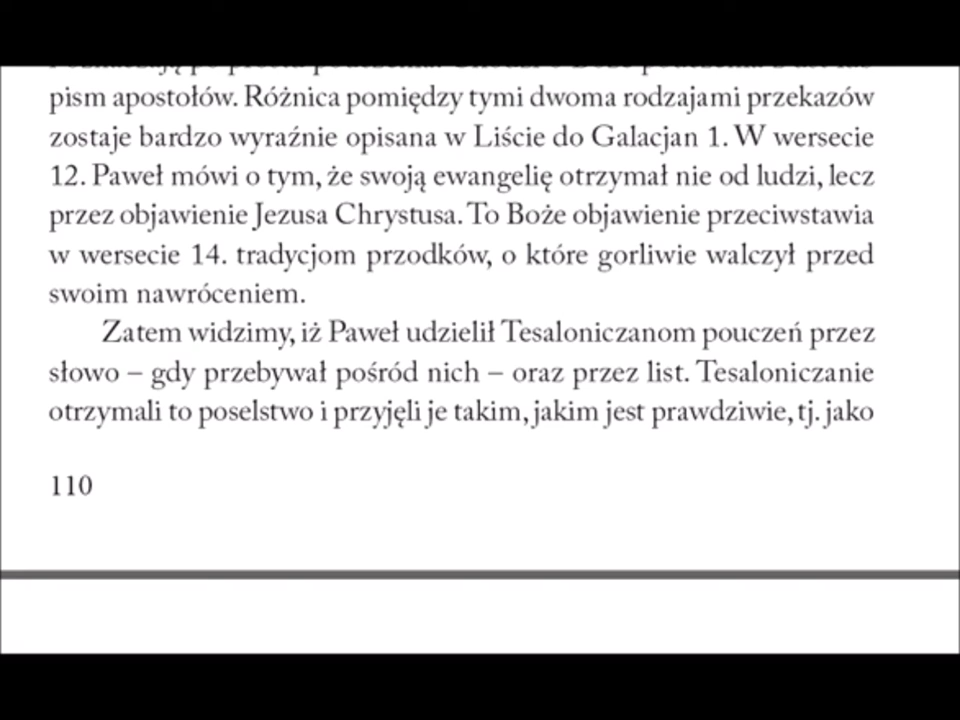 pism apostołów. Różnica pomiędzy tymi dwoma rodzajami przekazów
zostaje bardzo wyraźnie opisana w Liście do Galacjan 1. W wersecie
12. Paweł mówi o tym, że swoją ewangelię otrzymał nie od ludzi, lecz
przez objawienie Jezusa Chrystusa. To Boże objawienie przeciwstawia
w wersecie 14. tradycjom przodków, o które gorliwie walczył przed
swoim nawróceniem.
Zatem widzimy, iż Paweł udzielił Tesaloniczanom pouczeń przez
słowo – gdy przebywał pośród nich – oraz przez list. Tesaloniczanie
otrzymali to poselstwo i przyjęli je takim, jakim jest prawdziwie, tj. jako
110